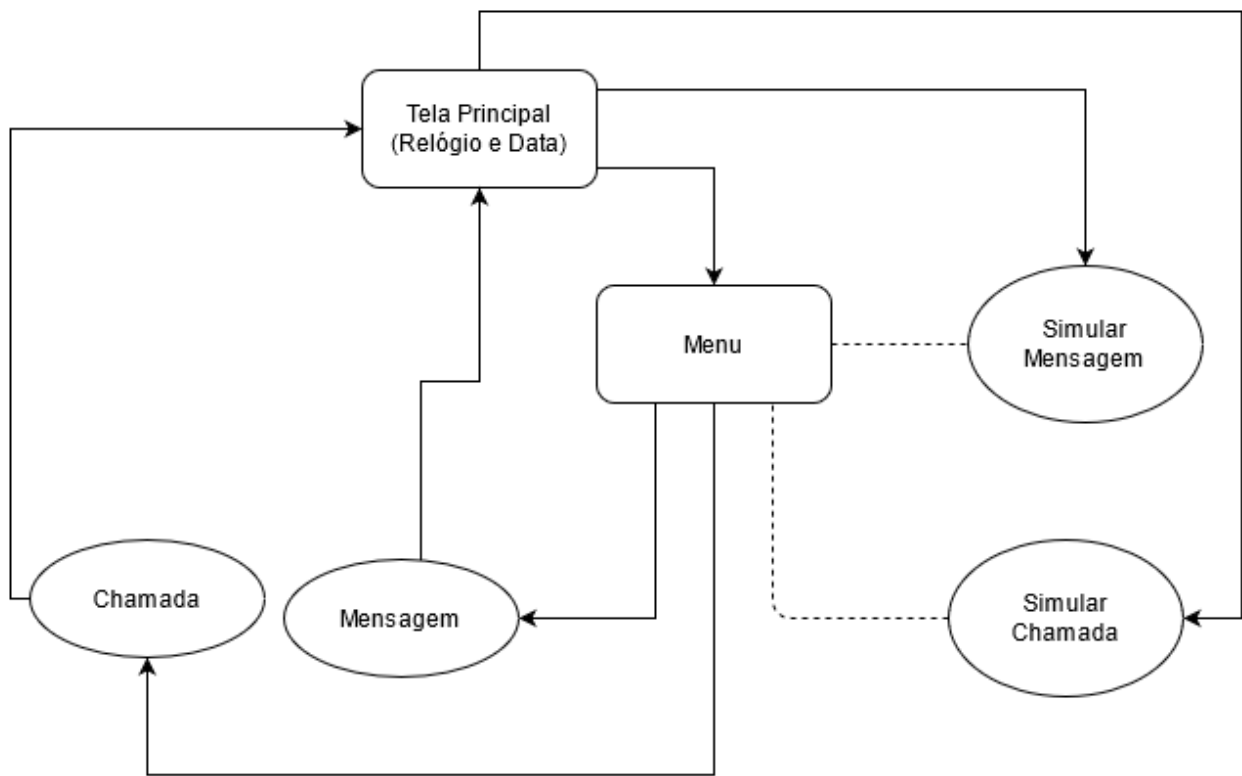 Tela Principal
(Relógio e Data)
Menu
Simular
Mensagem
Chamada
Mensagem
Simular
Chamada